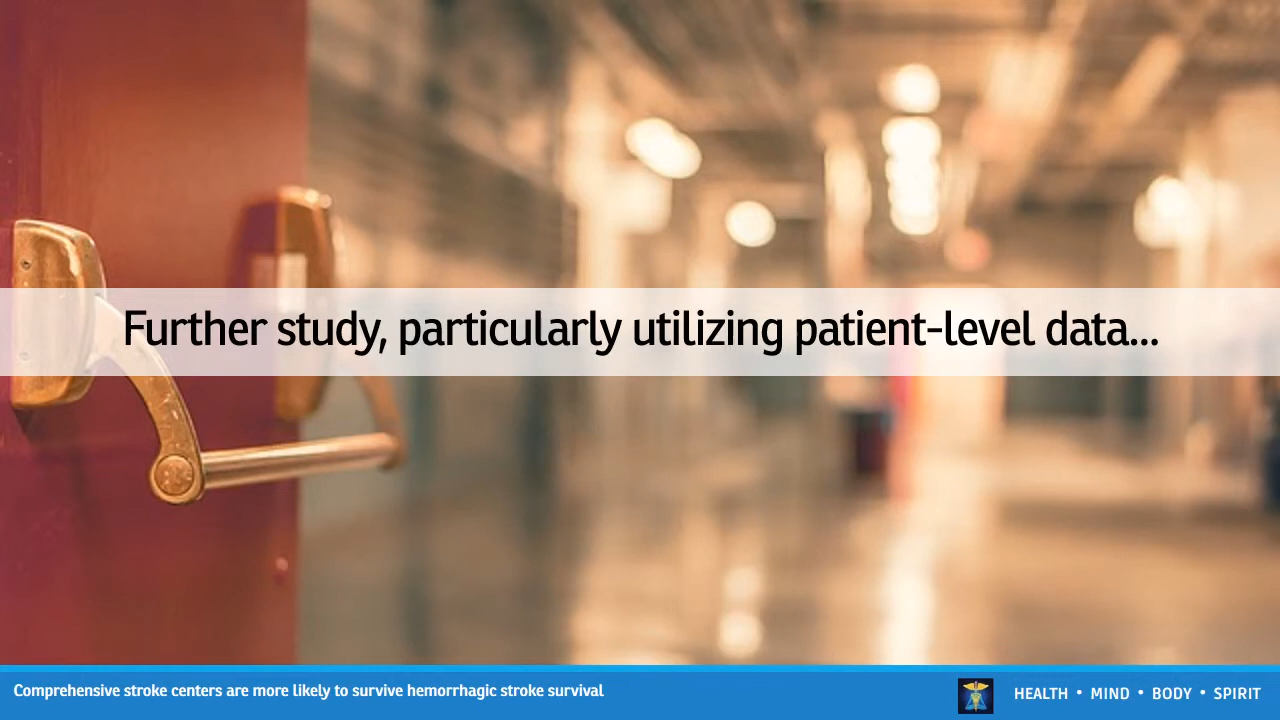 Further study, particularly utilizing patient-level data...
Comprehensive stroke centers are more likely to survive hemorrhagic stroke survival
HEALTH • MIND • BODY • SPIRIT